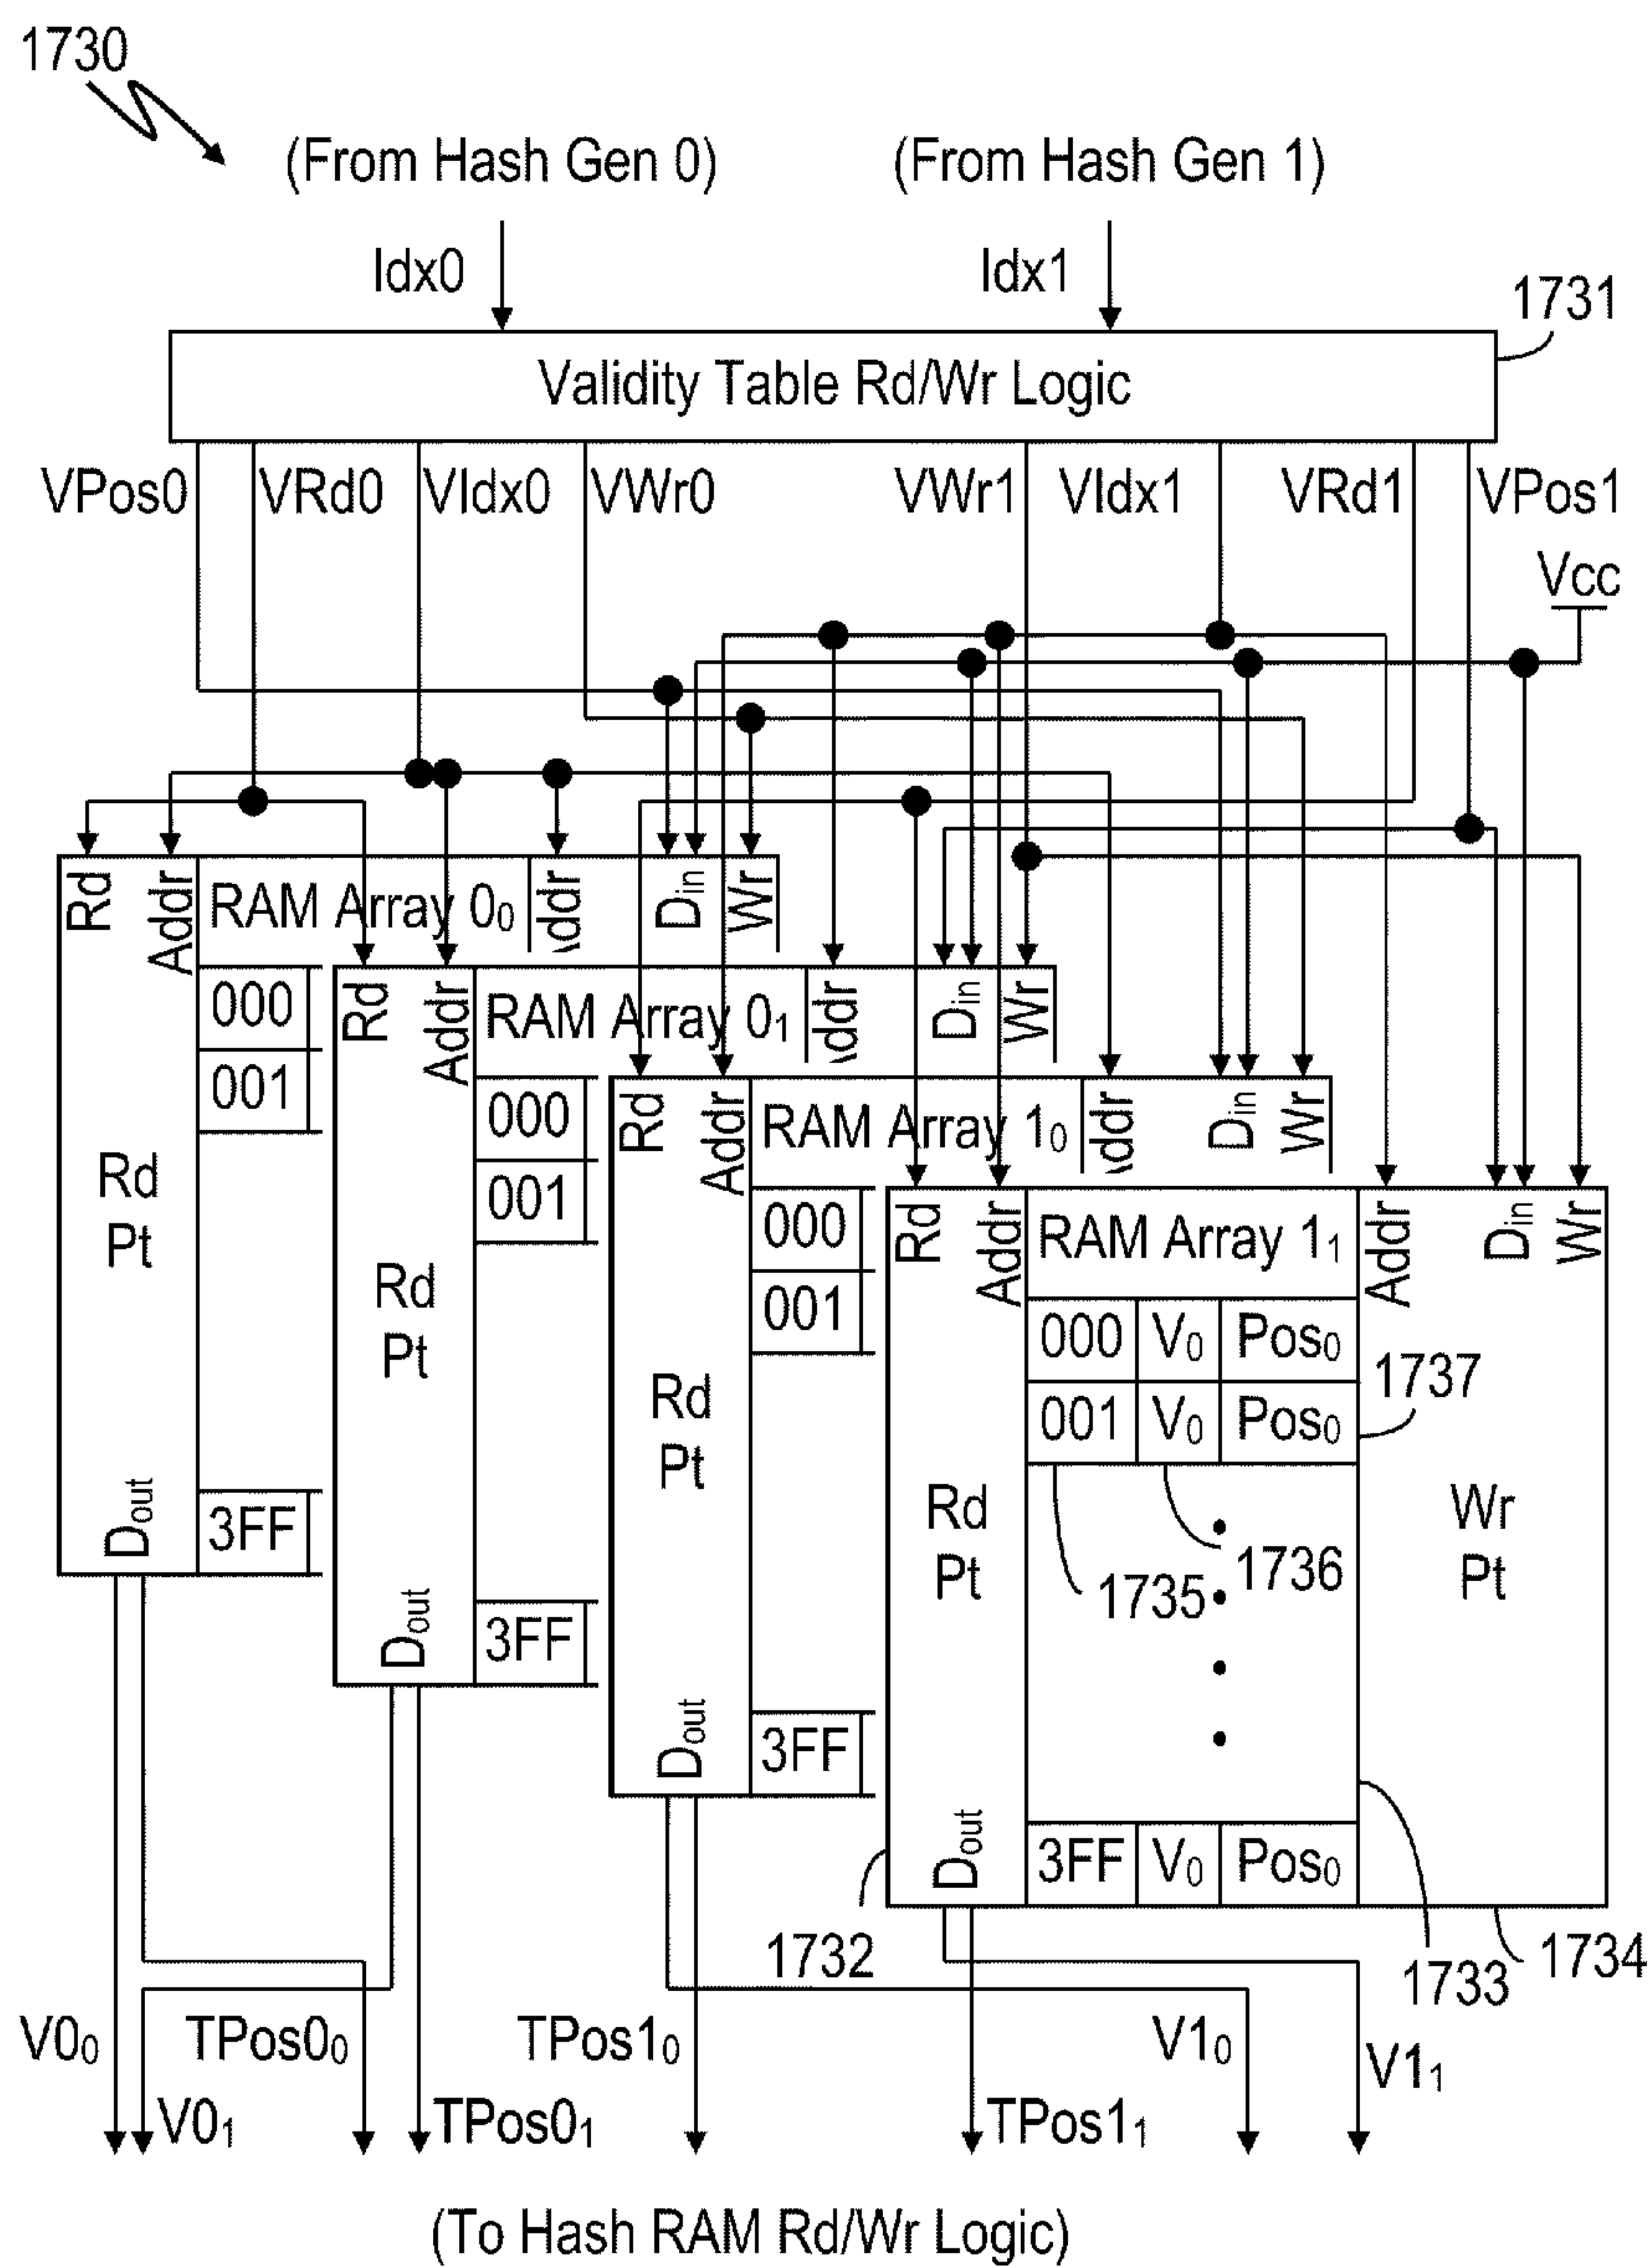 1730
(From Hash Gen 0) (From Hash Gen 1)
Idx0 Idx1
1731
Validity Table Rd/Wr Logic
VPos0 VRd0 VIdx0 VWr0 VWr1 VIdx1 VRd1 VPos1
Vcc
Rd Addr RAM Array 0₀ Addr Din Wr
000
001
Rd Pt
Dout
3FF
Rd Addr RAM Array 0₁ Addr Din Wr
000
001
Rd Pt
Dout
3FF
Rd Addr RAM Array 1₀ Addr Din Wr
000
001
Rd Pt
Dout
3FF
Rd Addr RAM Array 1₁ Addr Din Wr
000 V₀ Pos₀
001 V₀ Pos₀
1737
Rd Pt
Wr Pt
1735 1736
Dout
3FF V₀ Pos₀
1732 1733 1734
V0₀ TPos0₀ TPos1₀ V1₀
V0₁ TPos0₁ TPos1₁ V1₁
(To Hash RAM Rd/Wr Logic)